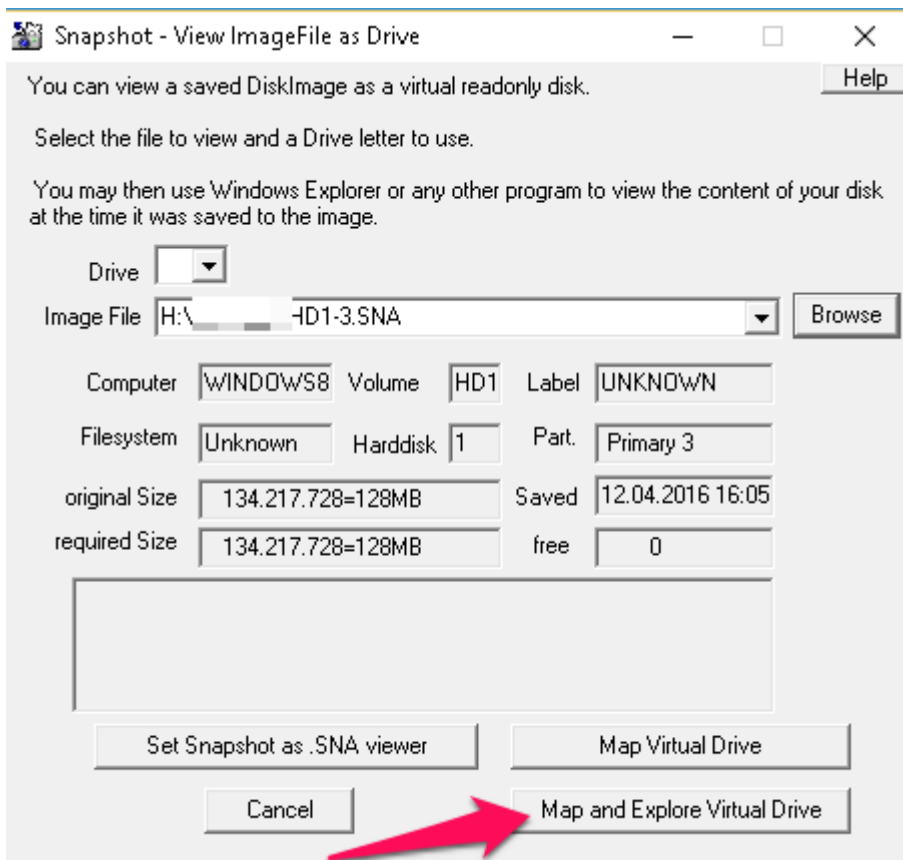 Snapshot - View ImageFile as Drive
Help
You can view a saved DiskImage as a virtual readonly disk.
Select the file to view and a Drive letter to use.
You may then use Windows Explorer or any other program to view the content of your disk
at the time it was saved to the image.
Drive
Image File H:\ HD1-3.SNA Browse
Computer WINDOWS8 Volume HD1 Label UNKNOWN
Filesystem Unknown Harddisk 1 Part. Primary 3
original Size 134.217.728=128MB Saved 12.04.2016 16:05
required Size 134.217.728=128MB free 0
Set Snapshot as .SNA viewer Map Virtual Drive
Cancel Map and Explore Virtual Drive